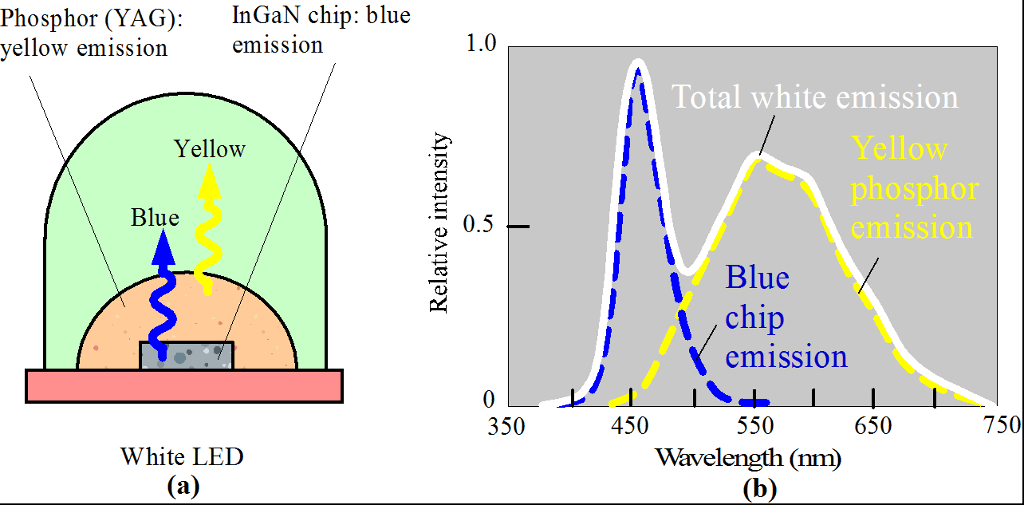 Phosphor (YAG):
yellow emission
InGaN chip: blue
emission
Yellow
Blue
White LED
(a)
1.0
0.5
0
Relative intensity
Total white emission
Yellow
phosphor
emission
Blue
chip
emission
350
450
550
650
750
Wavelength (nm)
(b)